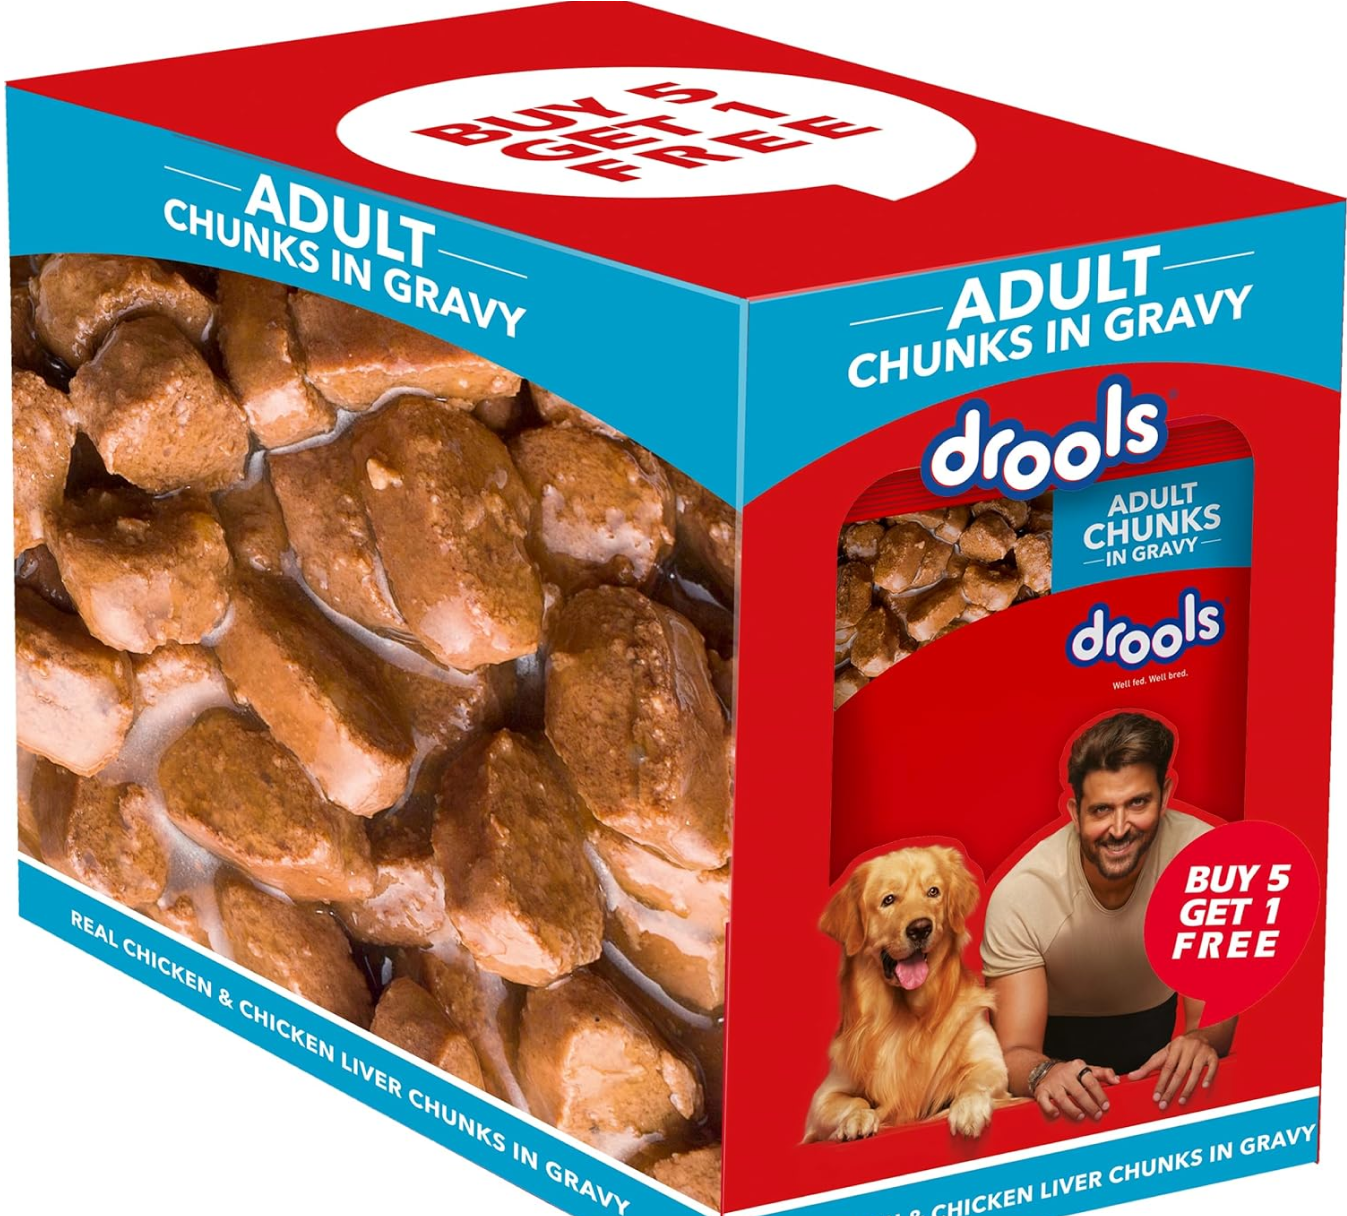 BUY 5
GET 1
FREE
ADULT
CHUNKS IN GRAVY
REAL CHICKEN & CHICKEN LIVER CHUNKS IN GRAVY
ADULT
CHUNKS IN GRAVY
drools
ADULT
CHUNKS
IN GRAVY
drools
Well fed. Well bred.
BUY 5
GET 1
FREE
& CHICKEN LIVER CHUNKS IN GRAVY